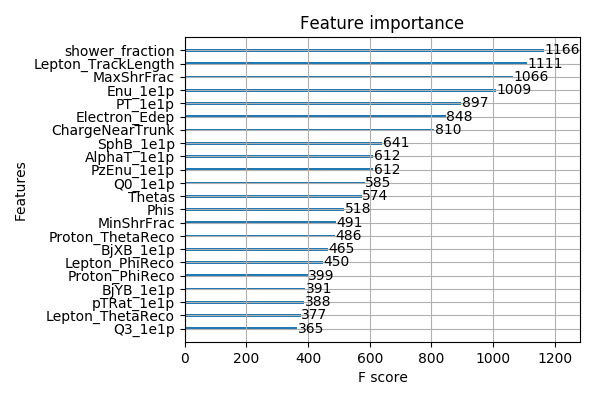 Feature importance
shower_fraction 1166
Lepton_TrackLength 1111
MaxShrFrac 1066
Enu_1e1p 1009
PT_1e1p 897
Electron_Edep 848
ChargeNearTrunk 810
SphB_1e1p 641
AlphaT_1e1p 612
PzEnu_1e1p 612
Q0_1e1p 585
Thetas 574
Phis 518
MinShrFrac 491
Proton_ThetaReco 486
BjXB_1e1p 465
Lepton_PhiReco 450
Proton_PhiReco 399
BjYB_1e1p 391
pTRat_1e1p 388
Lepton_ThetaReco 377
Q3_1e1p 365
Features
0 200 400 600 800 1000 1200
F score